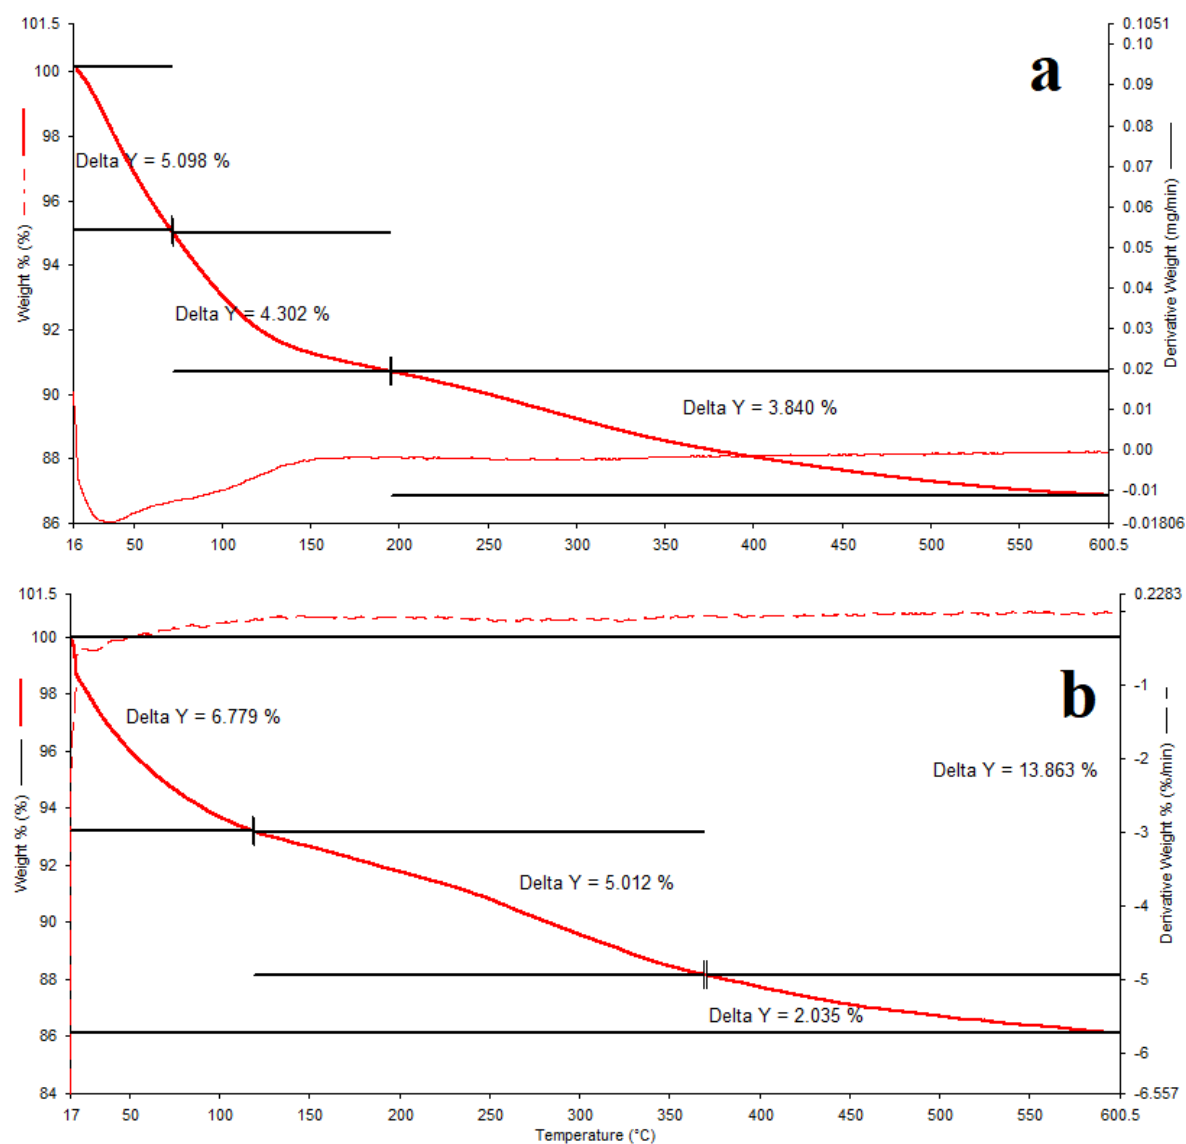 101.5
100
98
96
94
92
90
88
86
Weight % (%)
a
Delta Y = 5.098 %
Delta Y = 4.302 %
Delta Y = 3.840 %
0.1051
0.10
0.09
0.08
0.07
0.06
0.05
0.04
0.03
0.02
0.01
0.00
-0.01
-0.01806
Derivative Weight (mg/min)
16 50 100 150 200 250 300 350 400 450 500 550 600.5
101.5
100
98
96
94
92
90
88
86
84
Weight % (%)
b
Delta Y = 6.779 %
Delta Y = 13.863 %
Delta Y = 5.012 %
Delta Y = 2.035 %
0.2283
-1
-2
-3
-4
-5
-6
-6.557
Derivative Weight % (%/min)
17 50 100 150 200 250 300 350 400 450 500 550 600.5
Temperature (°C)